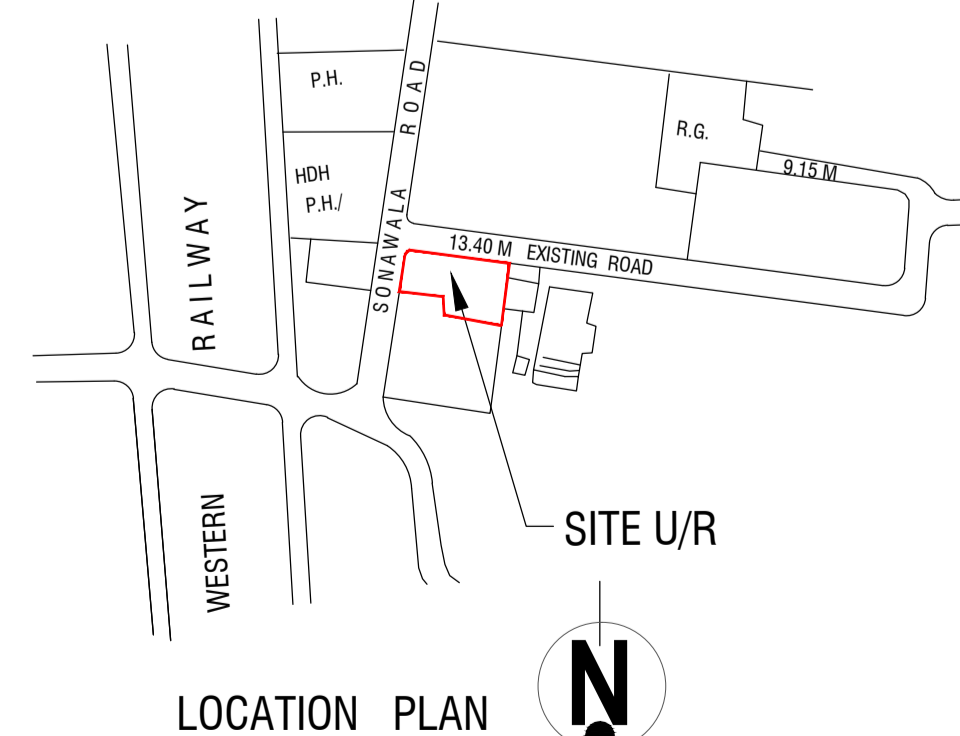 P.H.
HDH
P.H./
SONAWALA ROAD
R.G.
9.15 M
13.40 M EXISTING ROAD
RAILWAY
WESTERN
SITE U/R
LOCATION PLAN
N